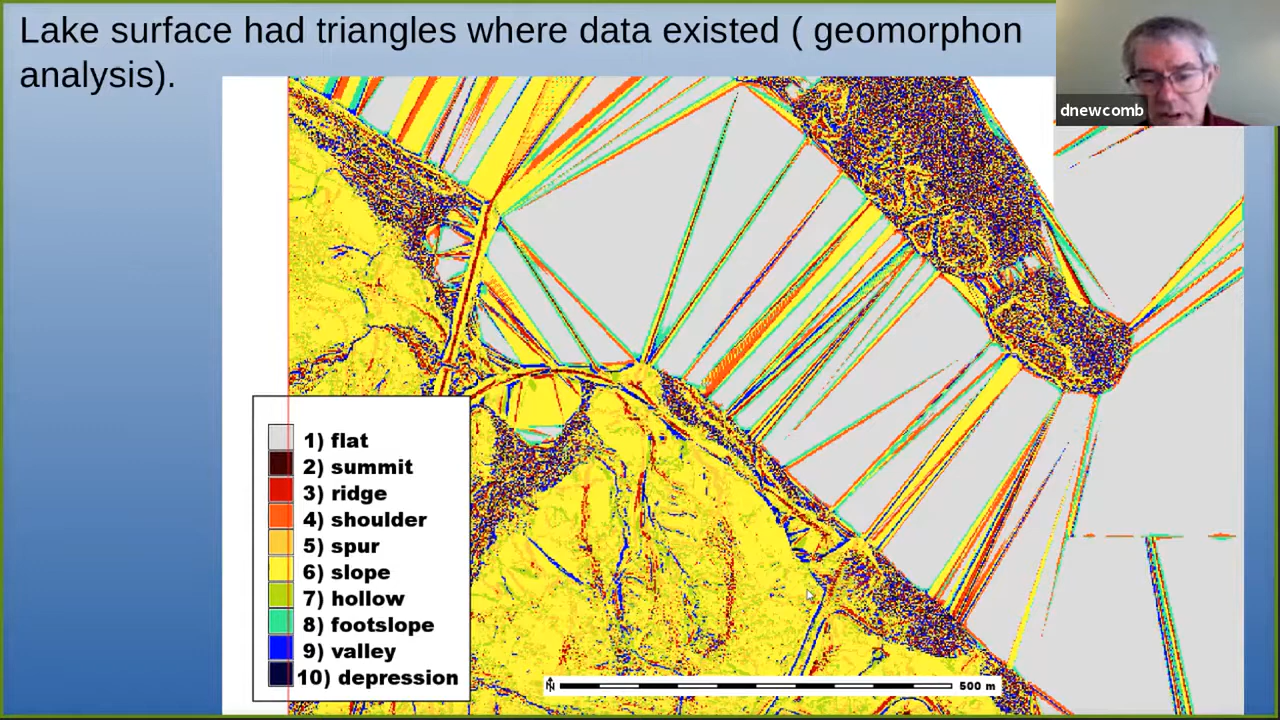 Lake surface had triangles where data existed ( geomorphon
analysis).
dnewcomb
1) flat
2) summit
3) ridge
4) shoulder
5) spur
6) slope
7) hollow
8) footslope
9) valley
10) depression
N
500 m